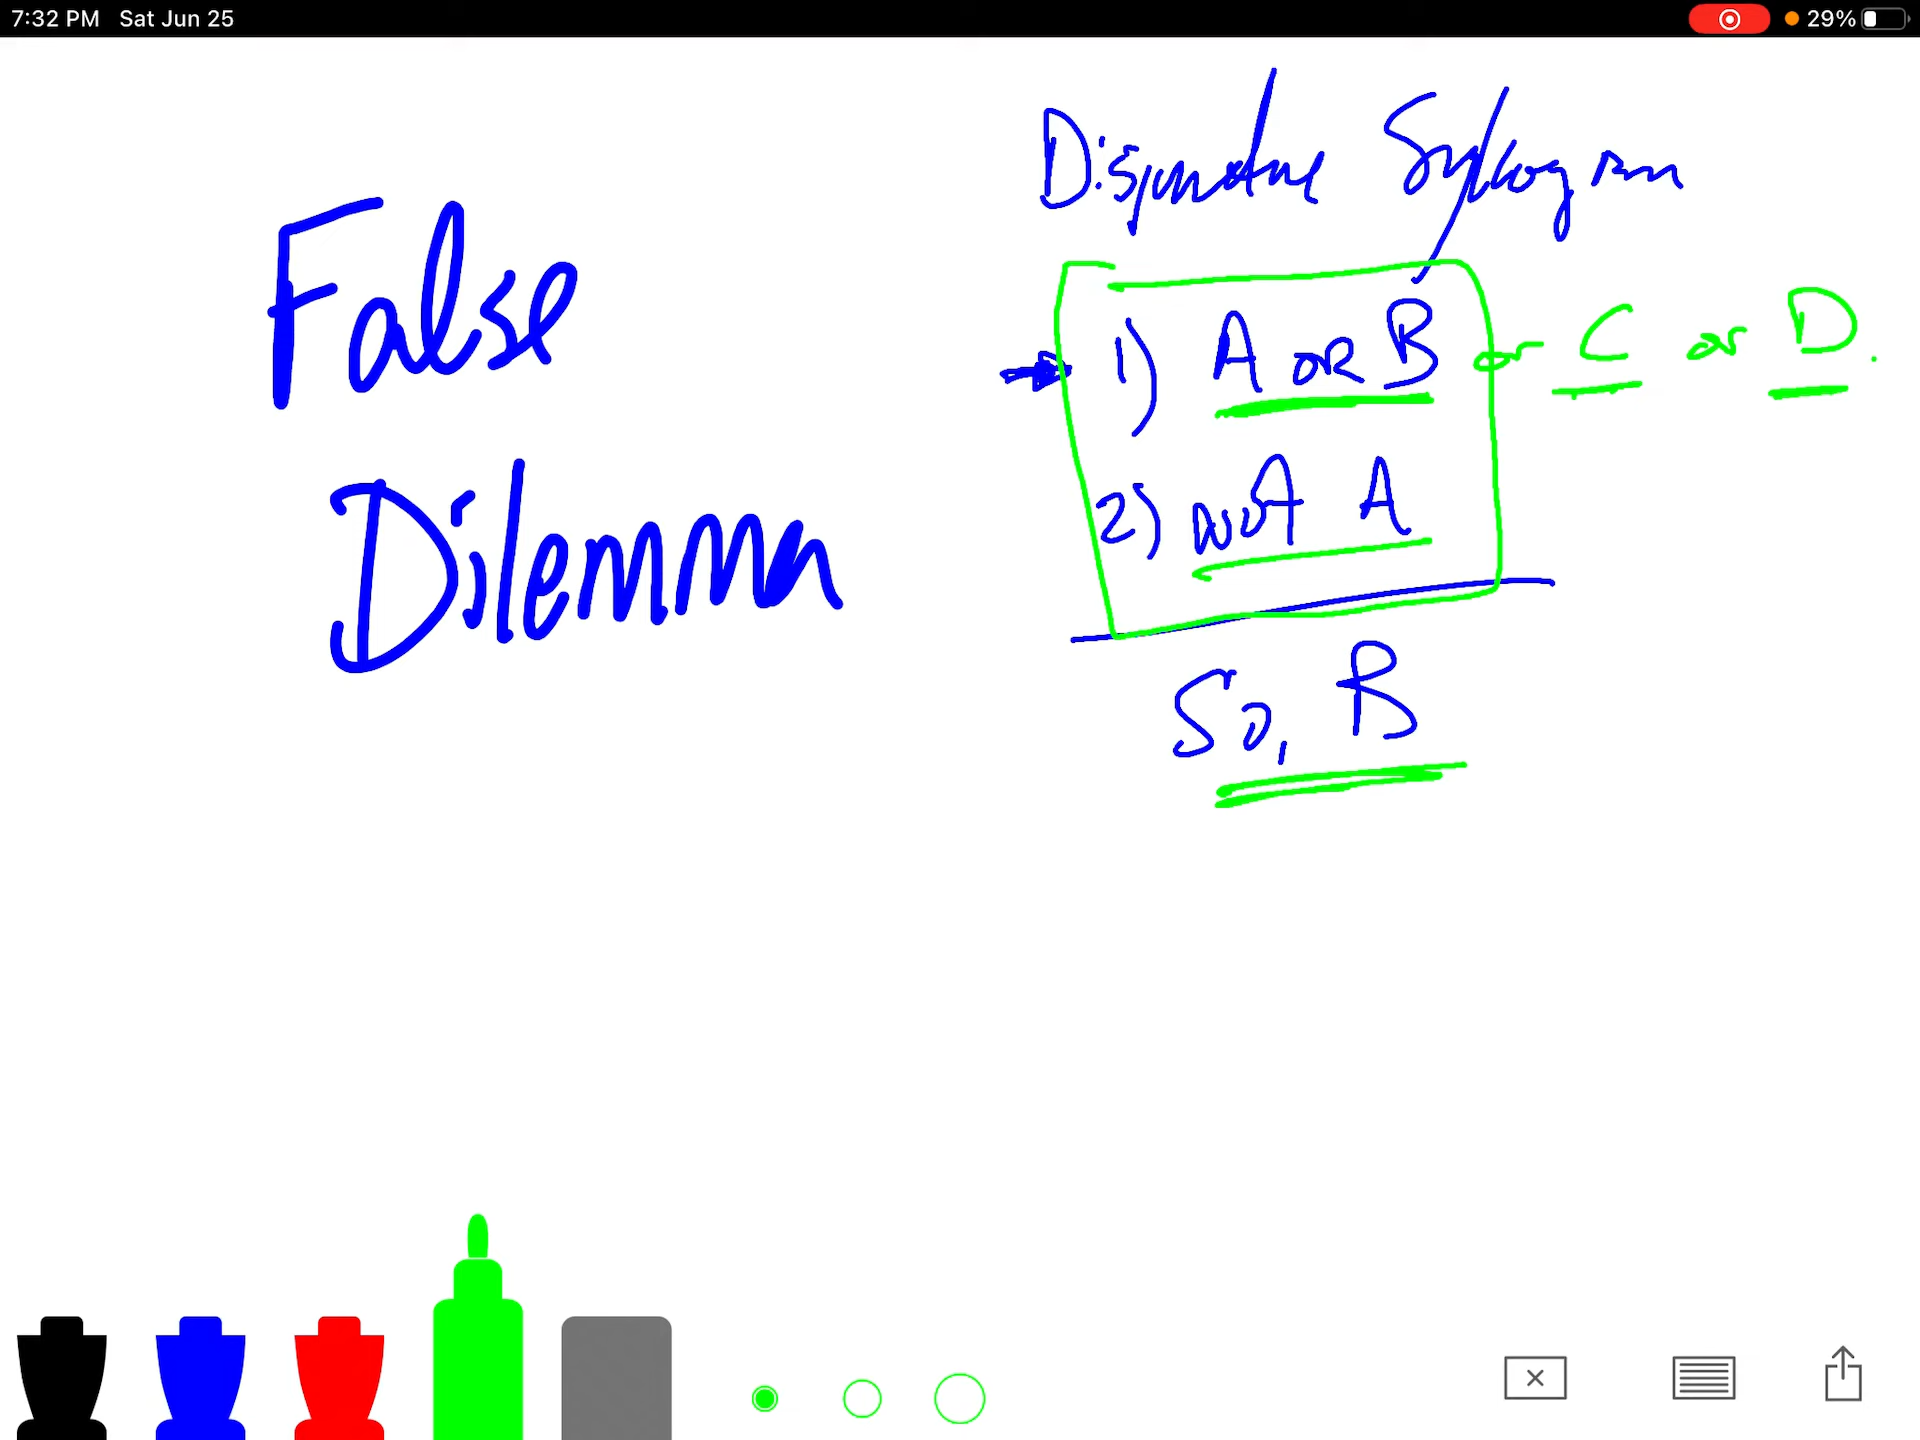 7:32 PM Sat Jun 25
29%
False
Dilemma
Disjunctive Syllogism
1) A OR B or C or D.
2) NOT A
So, B